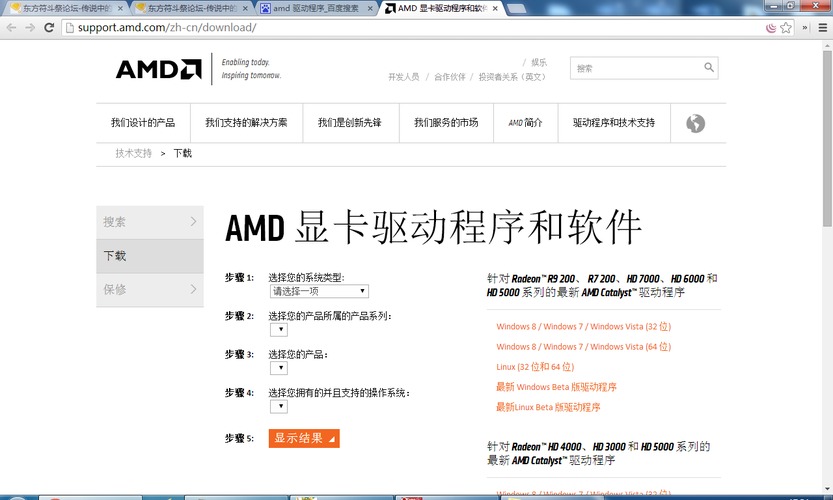 东方符斗祭论坛-传说中的
东方符斗祭论坛-传说中的
amd 驱动程序_百度搜索
AMD 显卡驱动程序和软件
support.amd.com/zh-cn/download/
AMD
Enabling today.
Inspiring tomorrow.
/ 娱乐
开发人员 / 合作伙伴 / 投资者关系（英文）
搜索
我们设计的产品
我们支持的解决方案
我们是创新先锋
我们服务的市场
AMD 简介
驱动程序和技术支持
技术支持 > 下载
搜索
下载
保修
AMD 显卡驱动程序和软件
步骤 1: 选择您的系统类型:
请选择一项
步骤 2: 选择您的产品所属的产品系列：
步骤 3: 选择您的产品：
步骤 4: 选择您拥有的并且支持的操作系统：
步骤 5: 显示结果
针对 Radeon™ R9 200、 R7 200、HD 7000、HD 6000 和
HD 5000 系列的最新 AMD Catalyst™ 驱动程序
Windows 8 / Windows 7 / Windows Vista (32 位)
Windows 8 / Windows 7 / Windows Vista (64 位)
Linux (32 位和 64 位)
最新 Windows Beta 版驱动程序
最新Linux Beta 版驱动程序
针对 Radeon™ HD 4000、HD 3000 和 HD 5000 系列的
最新 AMD Catalyst™ 驱动程序
Windows 8 / Windows 7 / Windows Vista (32 位)